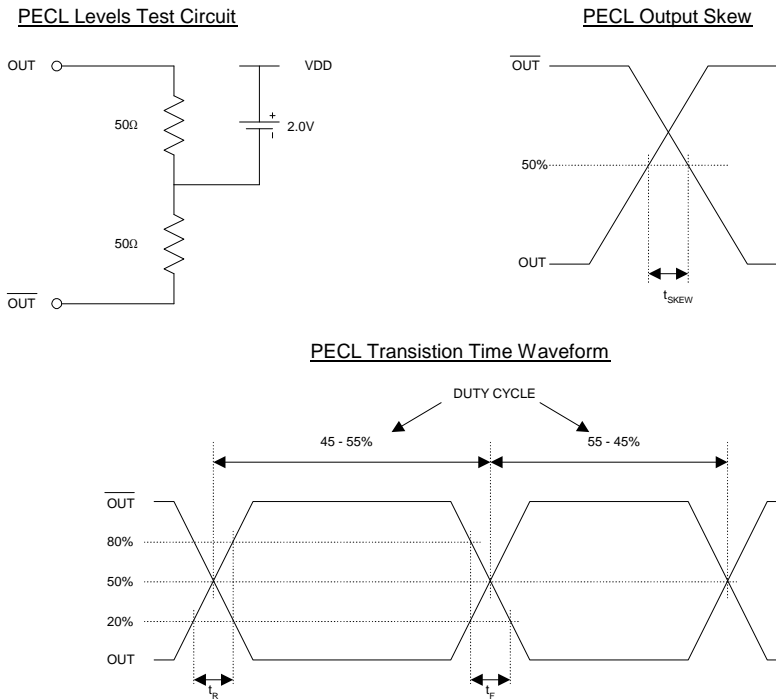 PECL Levels Test Circuit
OUT
VDD
50Ω
+
2.0V
50Ω
OUT
PECL Output Skew
OUT
50%
OUT
tSKEW
PECL Transistion Time Waveform
DUTY CYCLE
45 - 55%
55 - 45%
OUT
80%
50%
20%
OUT
tR
tF